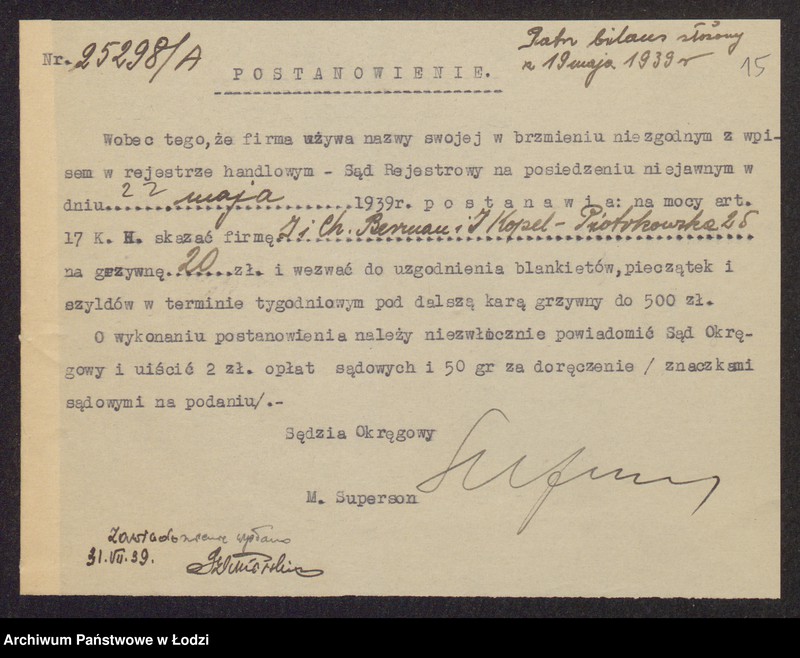 Patrz bilans złożony
z 19 maja 1939 r
15
Nr. 25298/A
POSTANOWIENIE.
Wobec tego, że firma używa nazwy swojej w brzmieniu niezgodnym z wpi-
sem w rejestrze handlowym - Sąd Rejestrowy na posiedzeniu niejawnym w
dniu 22 maja 1939r. p o s t a n a w i a: na mocy art.
17 K. H. skazać firmę J i Ch. Berman i J Kopel - Piotrkowska 26
na grzywnę 20 zł. i wezwać do uzgodnienia blankietów, pieczątek i
szyldów w terminie tygodniowym pod dalszą karą grzywny do 500 zł.
O wykonaniu postanowienia należy niezwłocznie powiadomić Sąd Okrę-
gowy i uiścić 2 zł. opłat sądowych i 50 gr za doręczenie / znaczkami
sądowymi na podaniu/.-
Sędzia Okręgowy
M. Superson
Zawiadomienie wysłano
31.VII.39.
Archiwum Państwowe w Łodzi